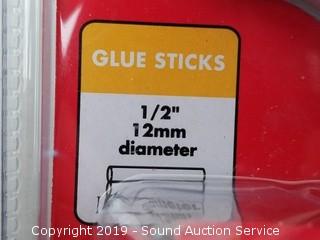 GLUE STICKS
1/2"
12mm
diameter
Copyright 2019 - Sound Auction Service